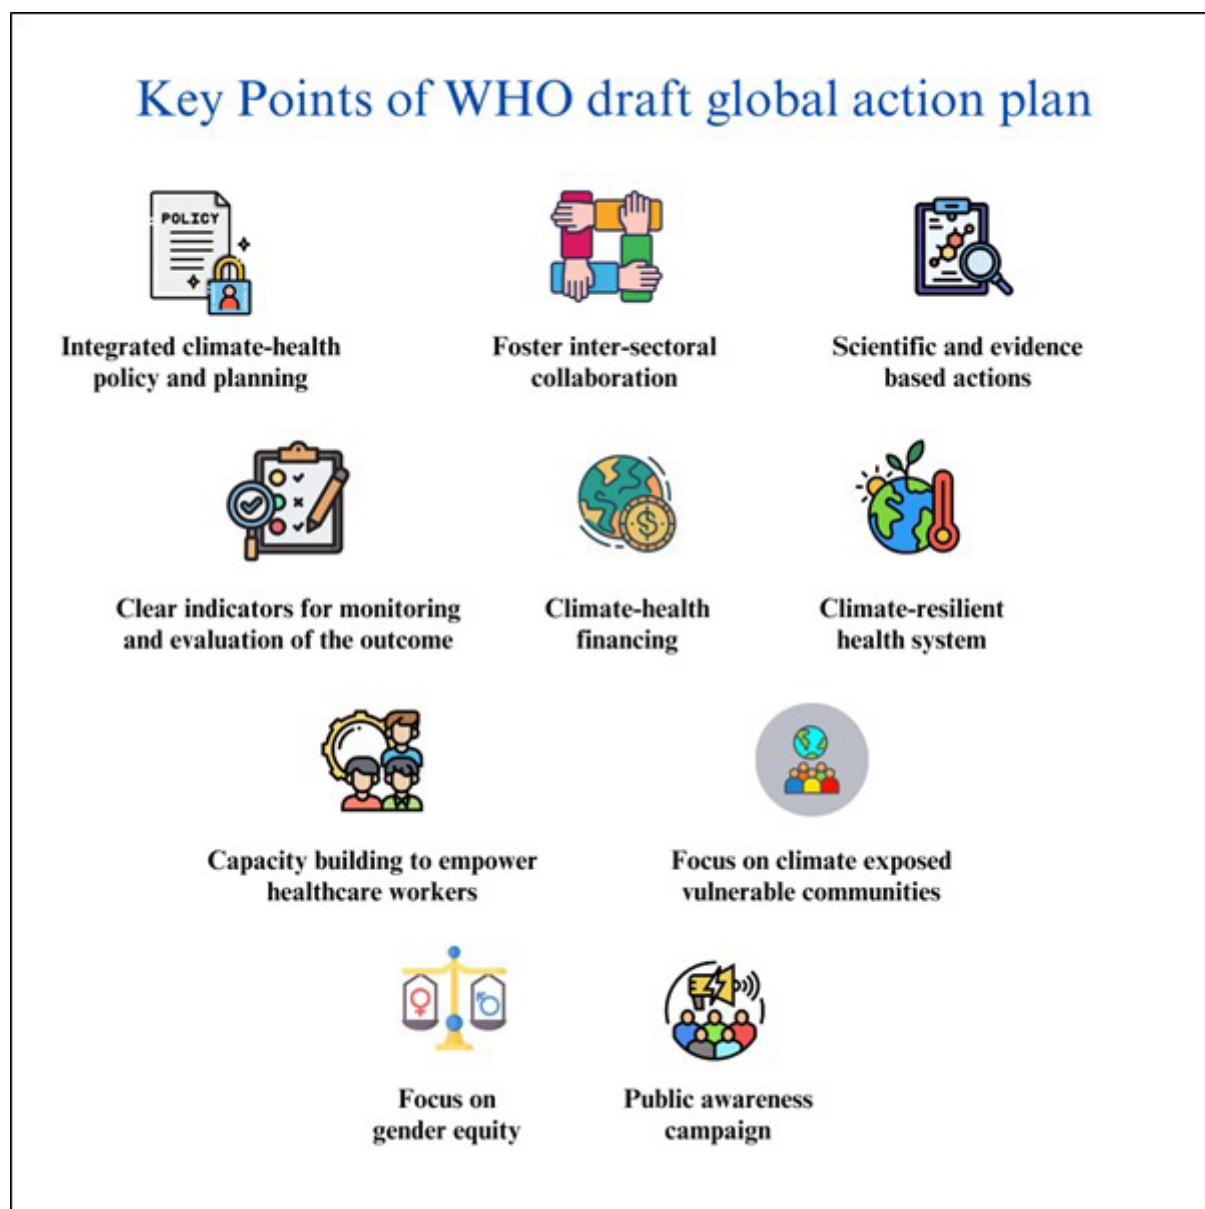 Key Points of WHO draft global action plan
POLICY
Integrated climate-health
policy and planning
Foster inter-sectoral
collaboration
Scientific and evidence
based actions
Clear indicators for monitoring
and evaluation of the outcome
$
Climate-health
financing
Climate-resilient
health system
Capacity building to empower
healthcare workers
Focus on climate exposed
vulnerable communities
Focus on
gender equity
Public awareness
campaign